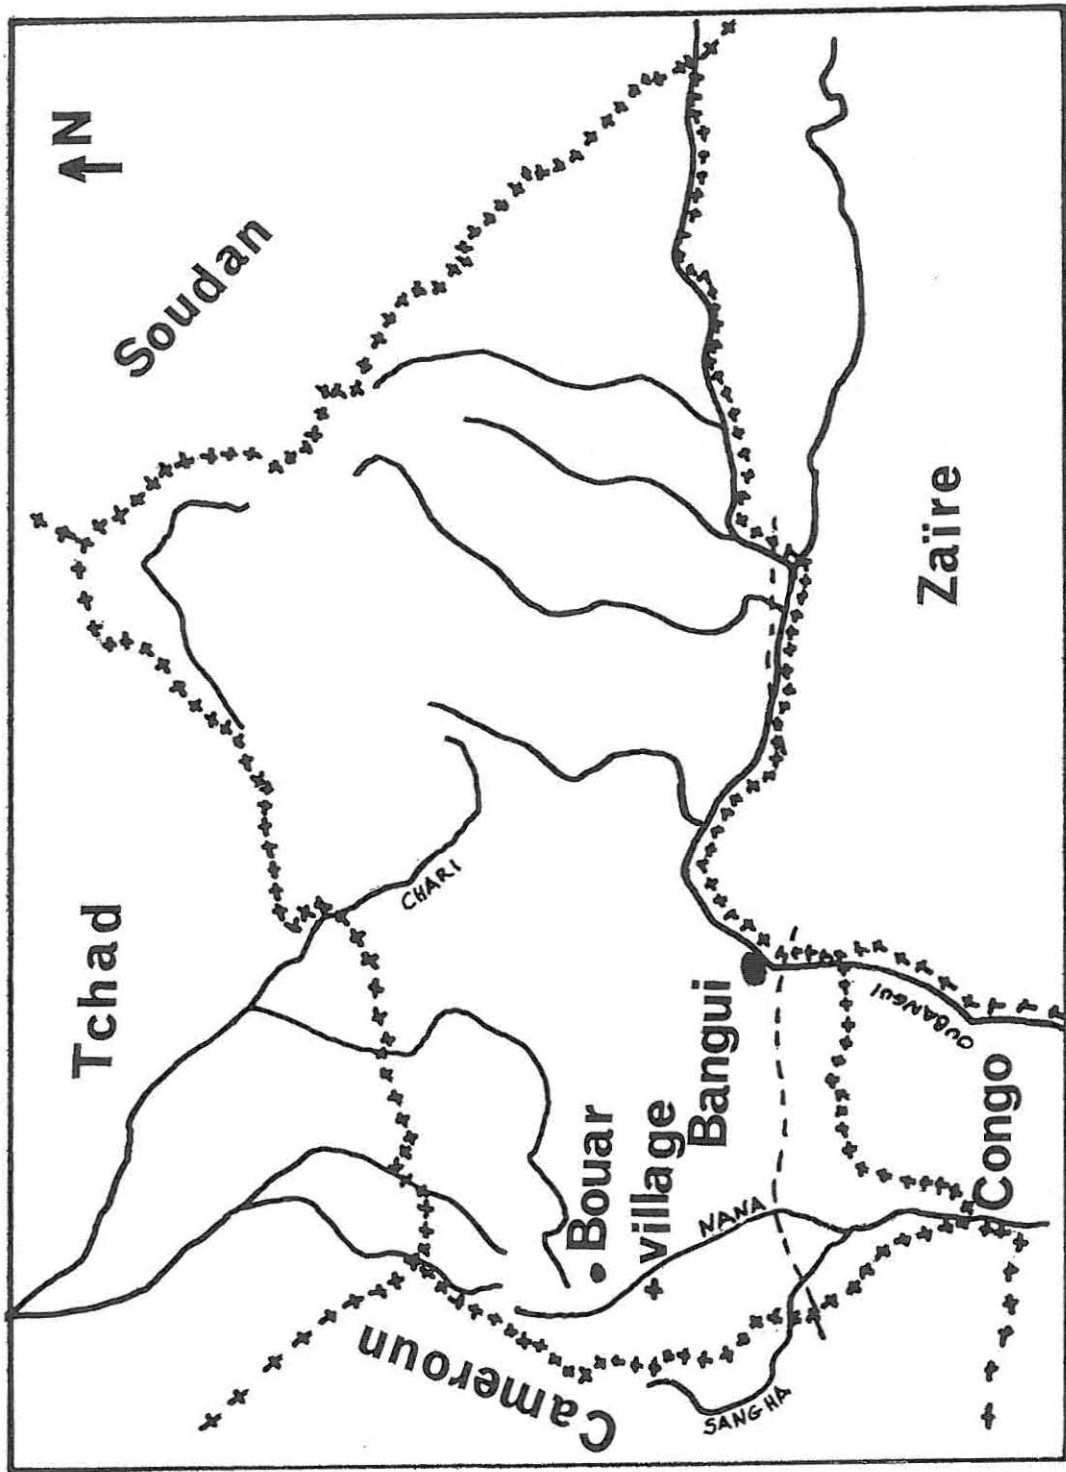 N
Soudan
Tchad
CHARI
Cameroun
Bouar
village
Bangui
NANA
SANGHA
OUBANGUI
Congo
Zaïre